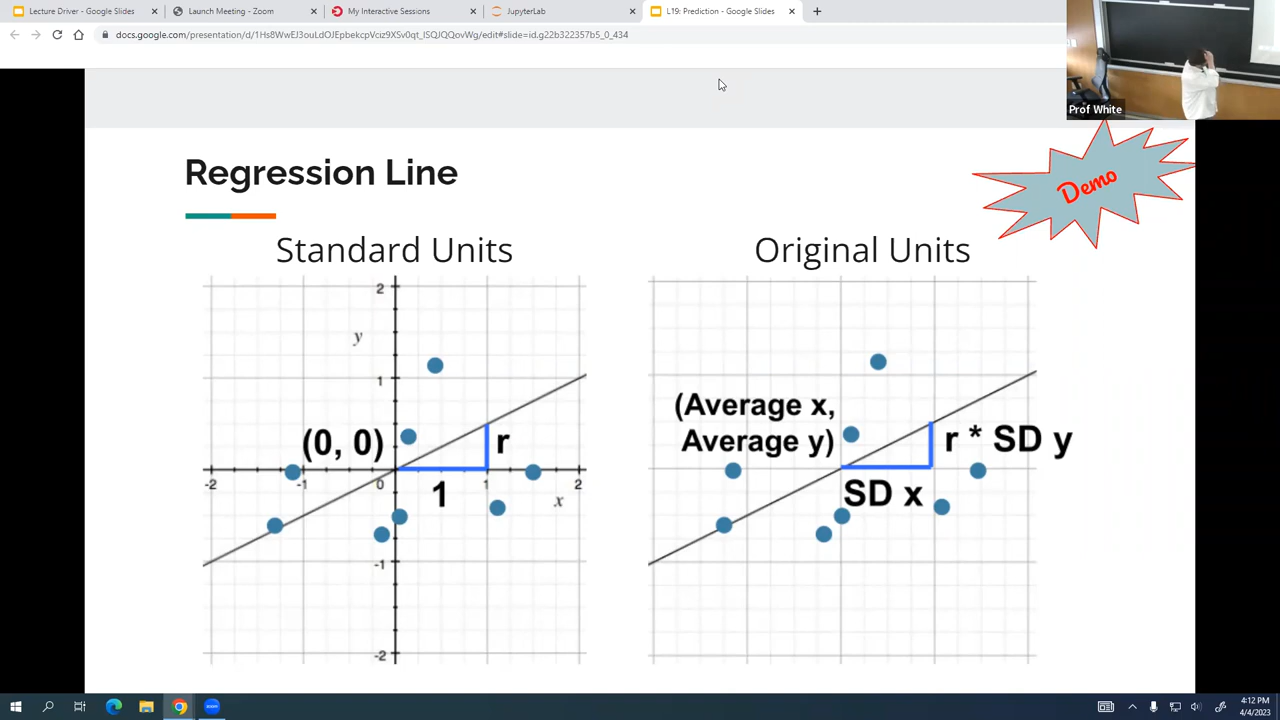 Lecture Driver - Google Slides
Launch Meeting - Zoom
My Interactive Sessions
JupyterLab
L19: Prediction - Google Slides
Prof White
Regression Line
Demo
Standard Units
2
y
1
(0, 0)
r
-2
-1
0
1
2
1
x
-1
-2
Original Units
(Average x,
Average y)
r * SD y
SD x
4:12 PM
4/4/2023